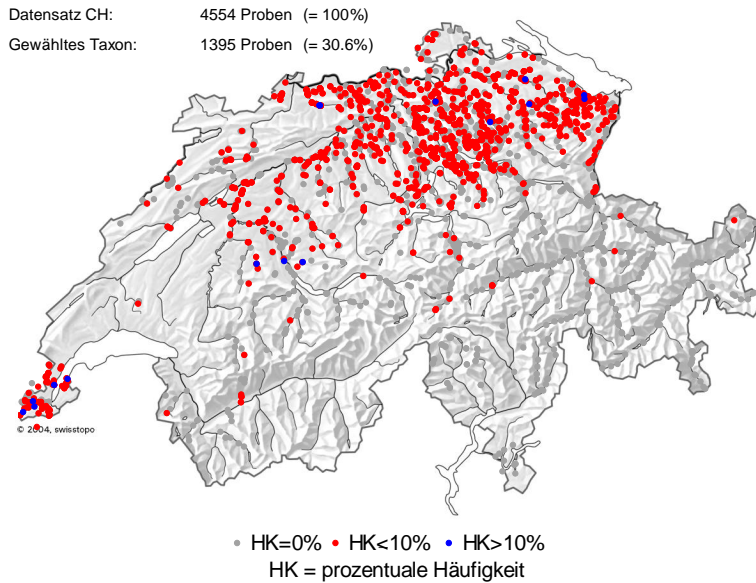 Datensatz CH: 4554 Proben (= 100%)
Gewähltes Taxon: 1395 Proben (= 30.6%)
© 2004, swisstopo
HK=0% HK<10% HK>10%
HK = prozentuale Häufigkeit